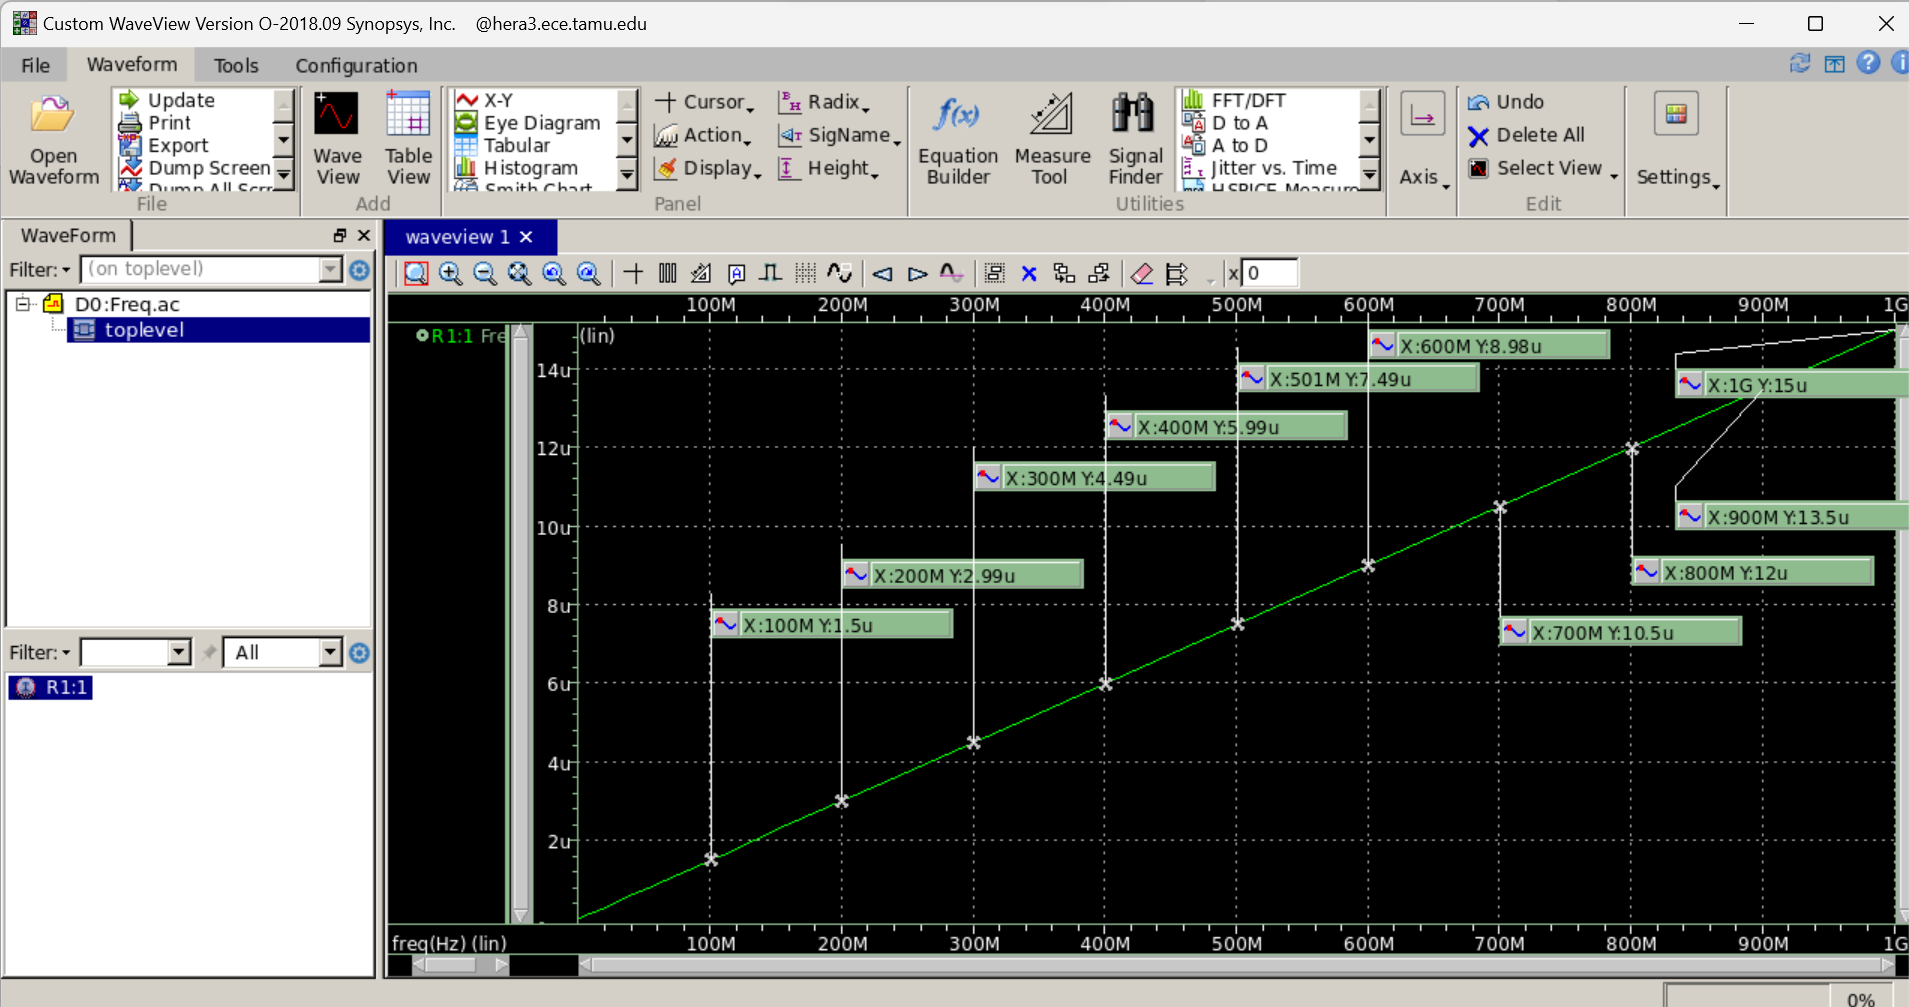 Custom WaveView Version O-2018.09 Synopsys, Inc. @hera3.ece.tamu.edu
File Waveform Tools Configuration
Open Waveform
Update
Print
Export
Dump Screen
Dump All Scr
File
Wave View
Table View
Add
X-Y
Eye Diagram
Tabular
Histogram
Smith Chart
Cursor
Action
Display
Radix
SigName
Height
Panel
Equation Builder
Measure Tool
Signal Finder
FFT/DFT
D to A
A to D
Jitter vs. Time
HSPICE Measure
Utilities
Axis
Undo
Delete All
Select View
Edit
Settings
WaveForm
Filter: (on toplevel)
D0:Freq.ac
toplevel
Filter: All
R1:1
waveview 1
x 0
100M 200M 300M 400M 500M 600M 700M 800M 900M 1G
R1:1 Fre
(lin)
X:600M Y:8.98u
14u
X:501M Y:7.49u
X:1G Y:15u
X:400M Y:5.99u
12u
X:300M Y:4.49u
10u
X:900M Y:13.5u
X:200M Y:2.99u
X:800M Y:12u
8u
X:100M Y:1.5u
X:700M Y:10.5u
6u
4u
2u
freq(Hz) (lin) 100M 200M 300M 400M 500M 600M 700M 800M 900M 1G
0%